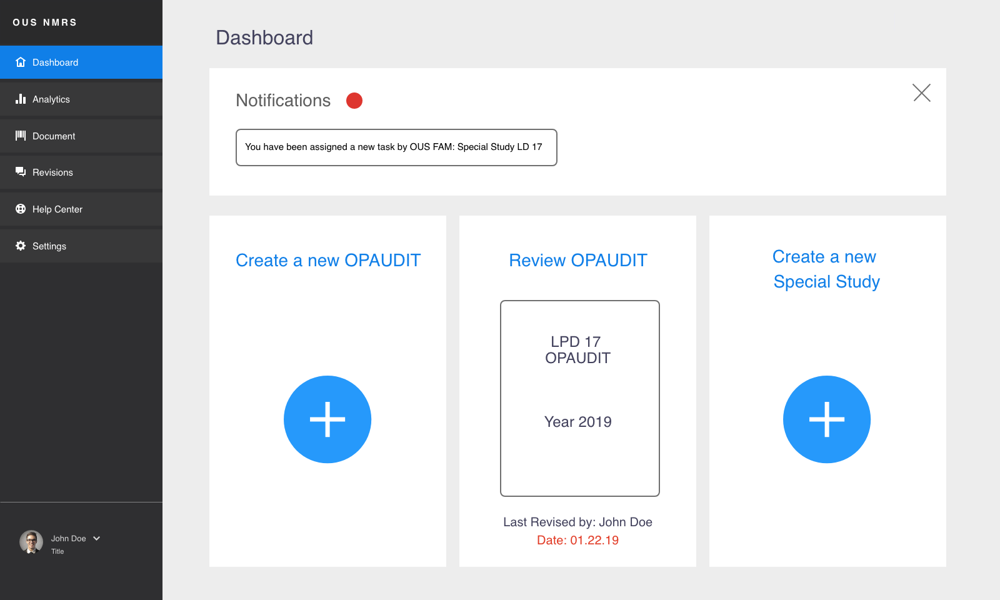 OUS NMRS
Dashboard
Analytics
Document
Revisions
Help Center
Settings
John Doe
Title
Dashboard
Notifications
You have been assigned a new task by OUS FAM: Special Study LD 17
Create a new OPAUDIT
Review OPAUDIT
LPD 17
OPAUDIT
Year 2019
Last Revised by: John Doe
Date: 01.22.19
Create a new
Special Study